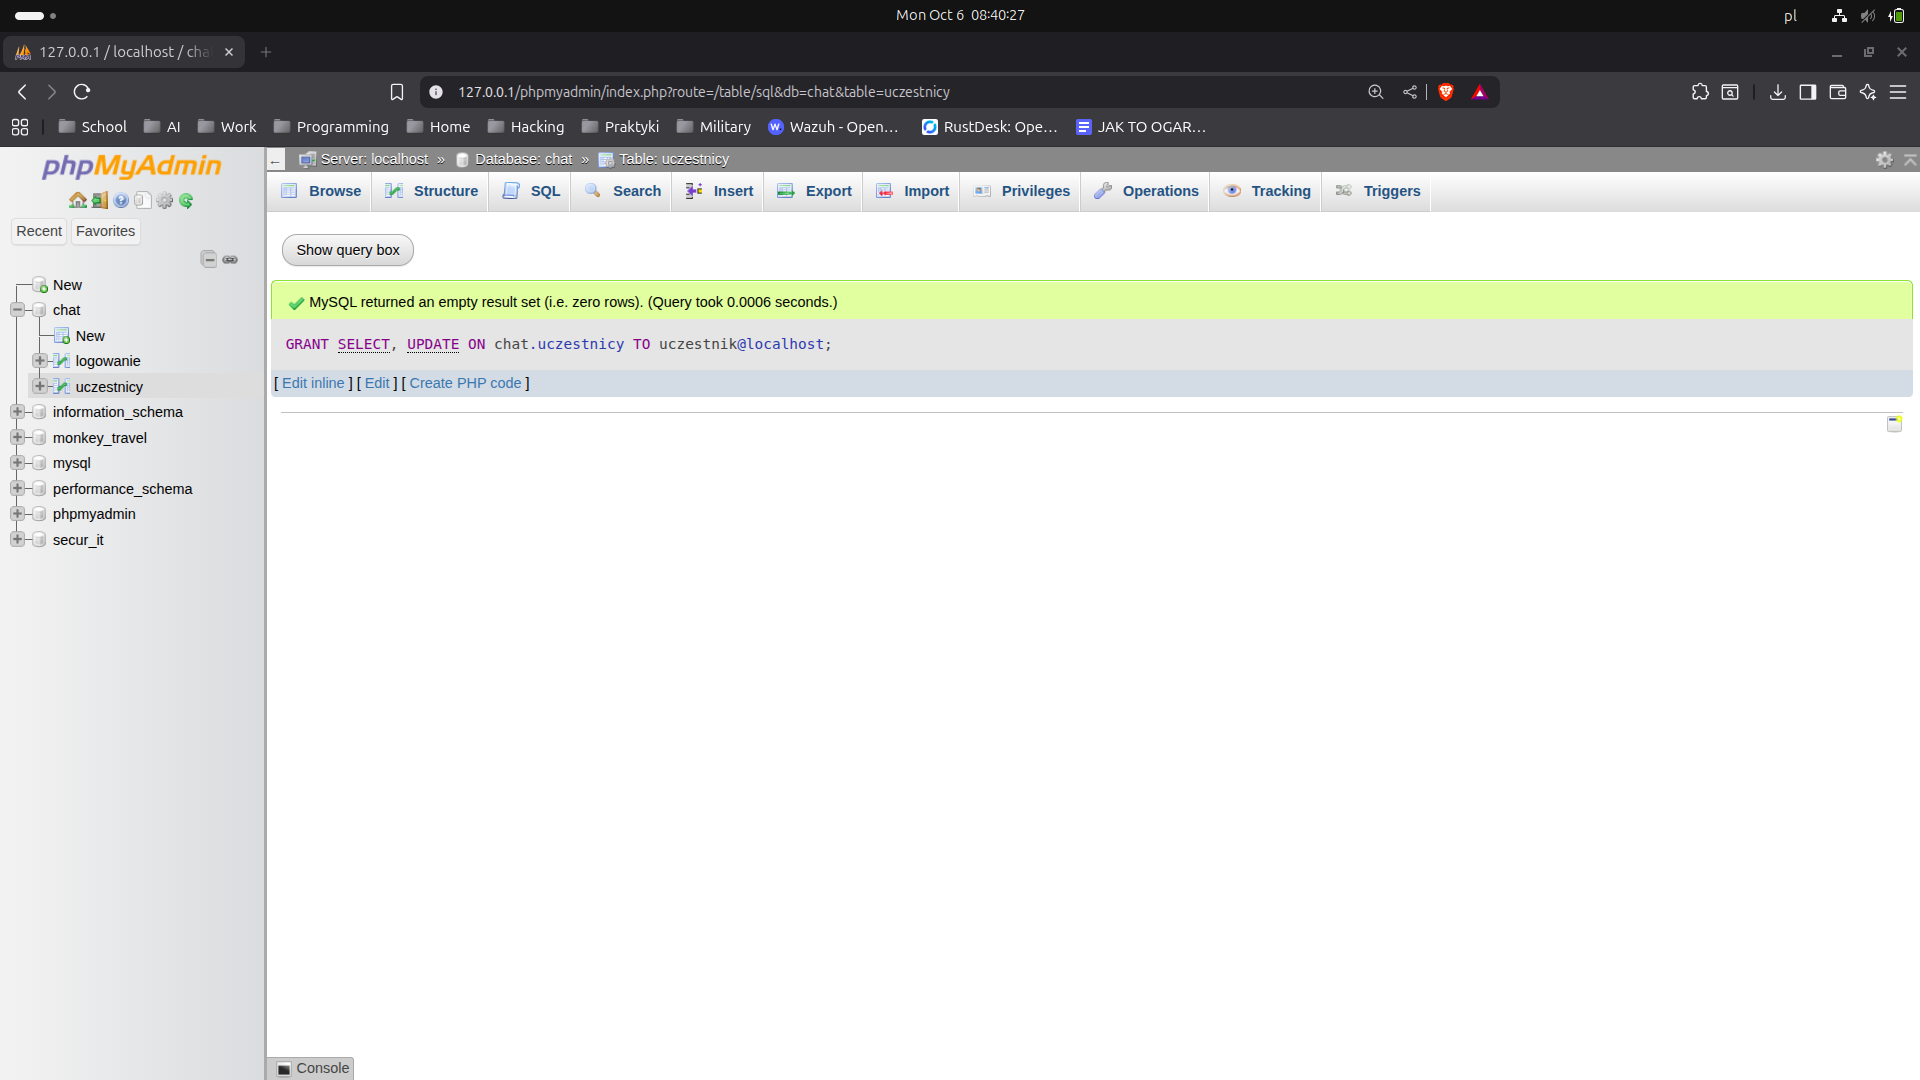 Mon Oct 6 08:40:27
pl
127.0.0.1 / localhost / cha
127.0.0.1/phpmyadmin/index.php?route=/table/sql&db=chat&table=uczestnicy
School AI Work Programming Home Hacking Praktyki Military Wazuh - Open… RustDesk: Ope… JAK TO OGAR…
phpMyAdmin
Recent Favorites
New
chat
New
logowanie
uczestnicy
information_schema
monkey_travel
mysql
performance_schema
phpmyadmin
secur_it
← Server: localhost » Database: chat » Table: uczestnicy
Browse Structure SQL Search Insert Export Import Privileges Operations Tracking Triggers
Show query box
MySQL returned an empty result set (i.e. zero rows). (Query took 0.0006 seconds.)
GRANT SELECT, UPDATE ON chat.uczestnicy TO uczestnik@localhost;
[ Edit inline ] [ Edit ] [ Create PHP code ]
Console